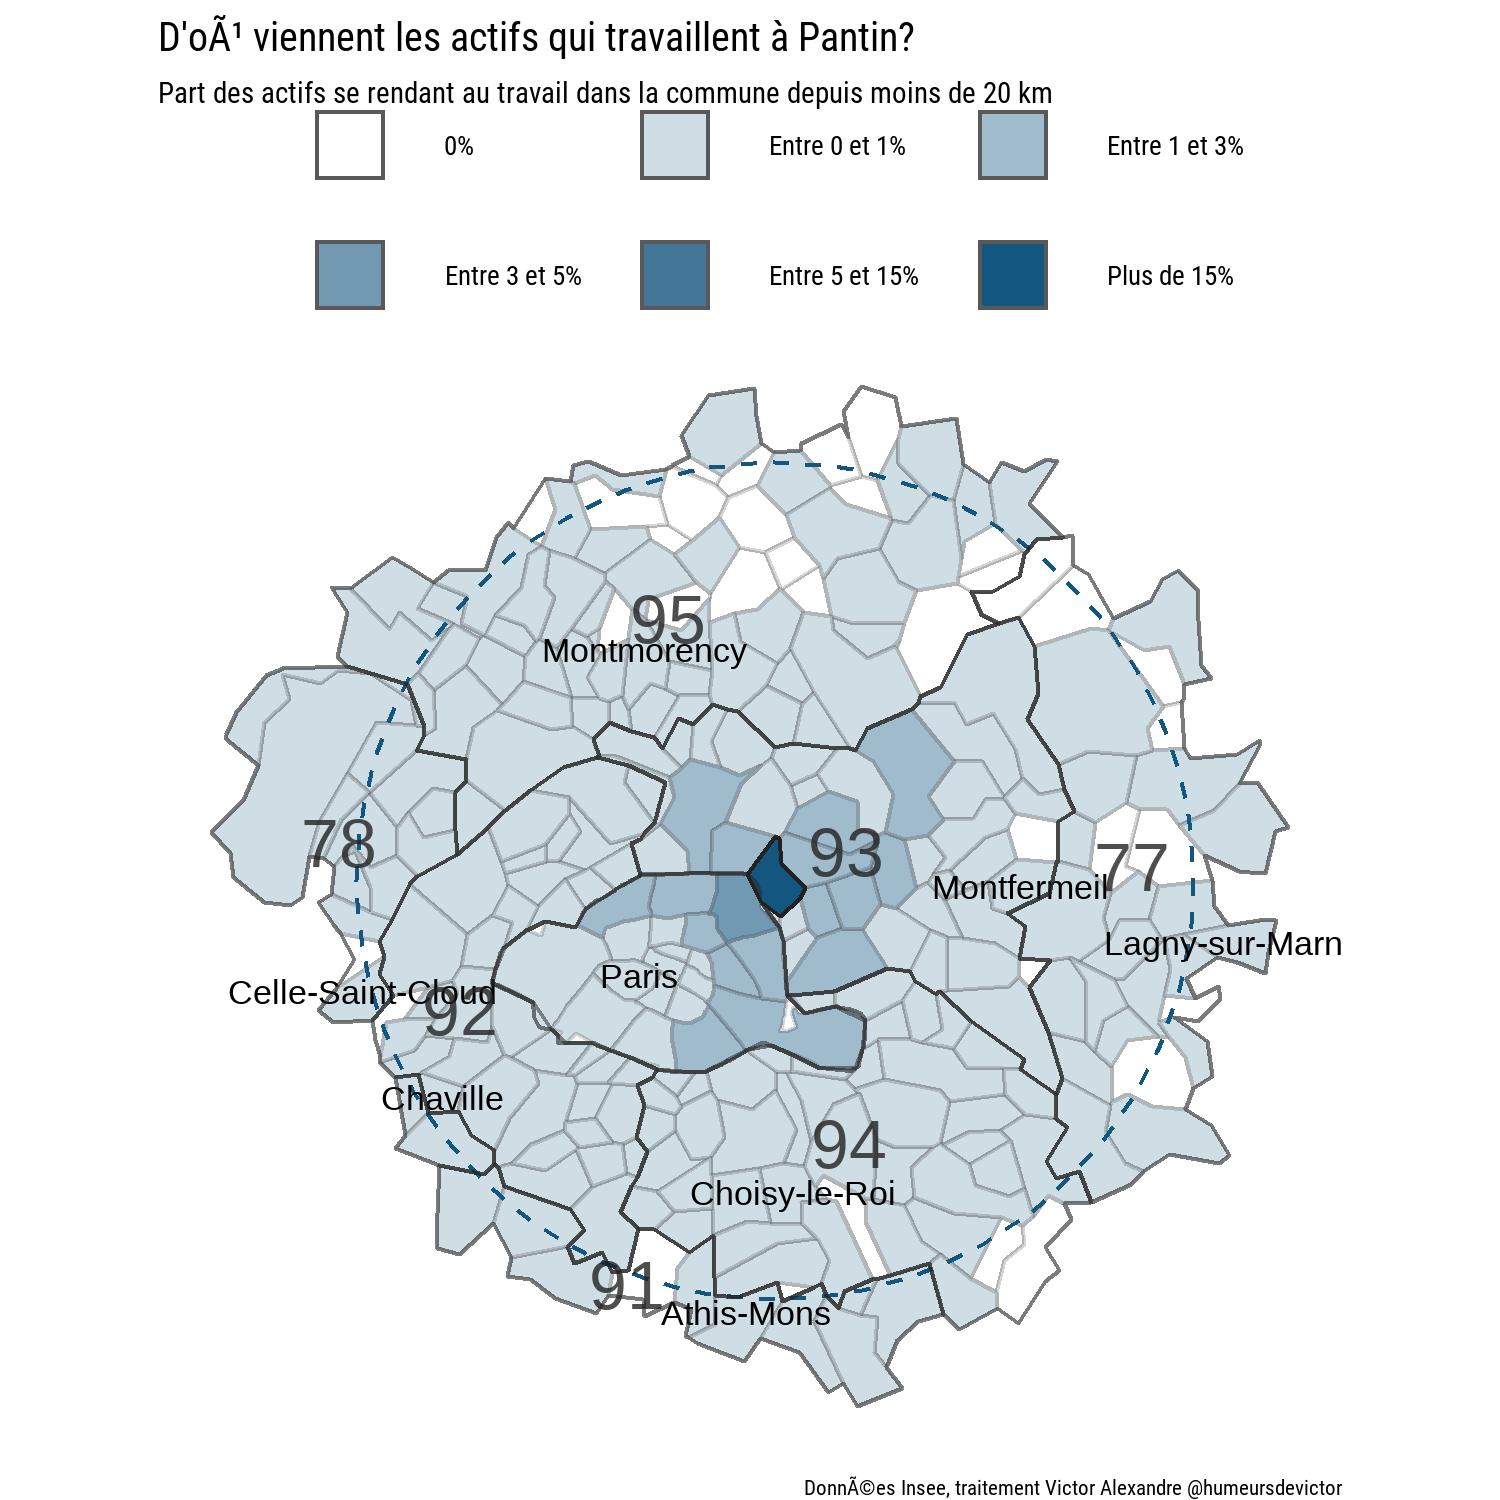 D'oÃ¹ viennent les actifs qui travaillent à Pantin?
Part des actifs se rendant au travail dans la commune depuis moins de 20 km
0%
Entre 0 et 1%
Entre 1 et 3%
Entre 3 et 5%
Entre 5 et 15%
Plus de 15%
95
Montmorency
78
93
77
Montfermeil
Lagny-sur-Marn
Paris
Celle-Saint-Cloud
92
Chaville
94
Choisy-le-Roi
91
Athis-Mons
DonnÃ©es Insee, traitement Victor Alexandre @humeursdevictor